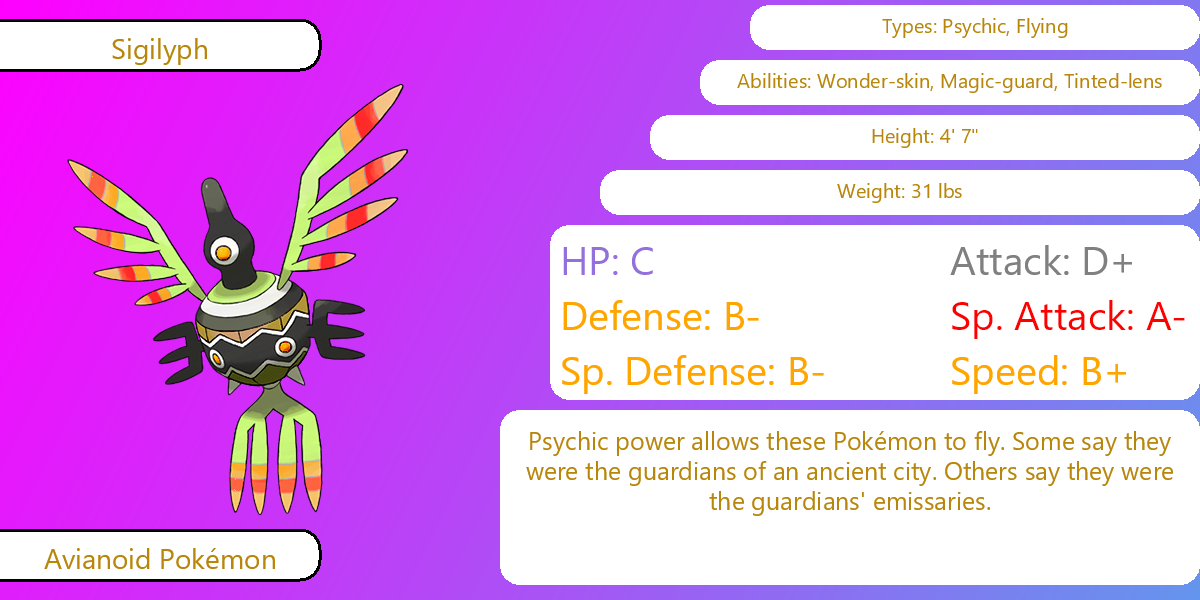 Sigilyph
Types: Psychic, Flying
Abilities: Wonder-skin, Magic-guard, Tinted-lens
Height: 4' 7"
Weight: 31 lbs
HP: C
Attack: D+
Defense: B-
Sp. Attack: A-
Sp. Defense: B-
Speed: B+
Psychic power allows these Pokémon to fly. Some say they
were the guardians of an ancient city. Others say they were
the guardians' emissaries.
Avianoid Pokémon